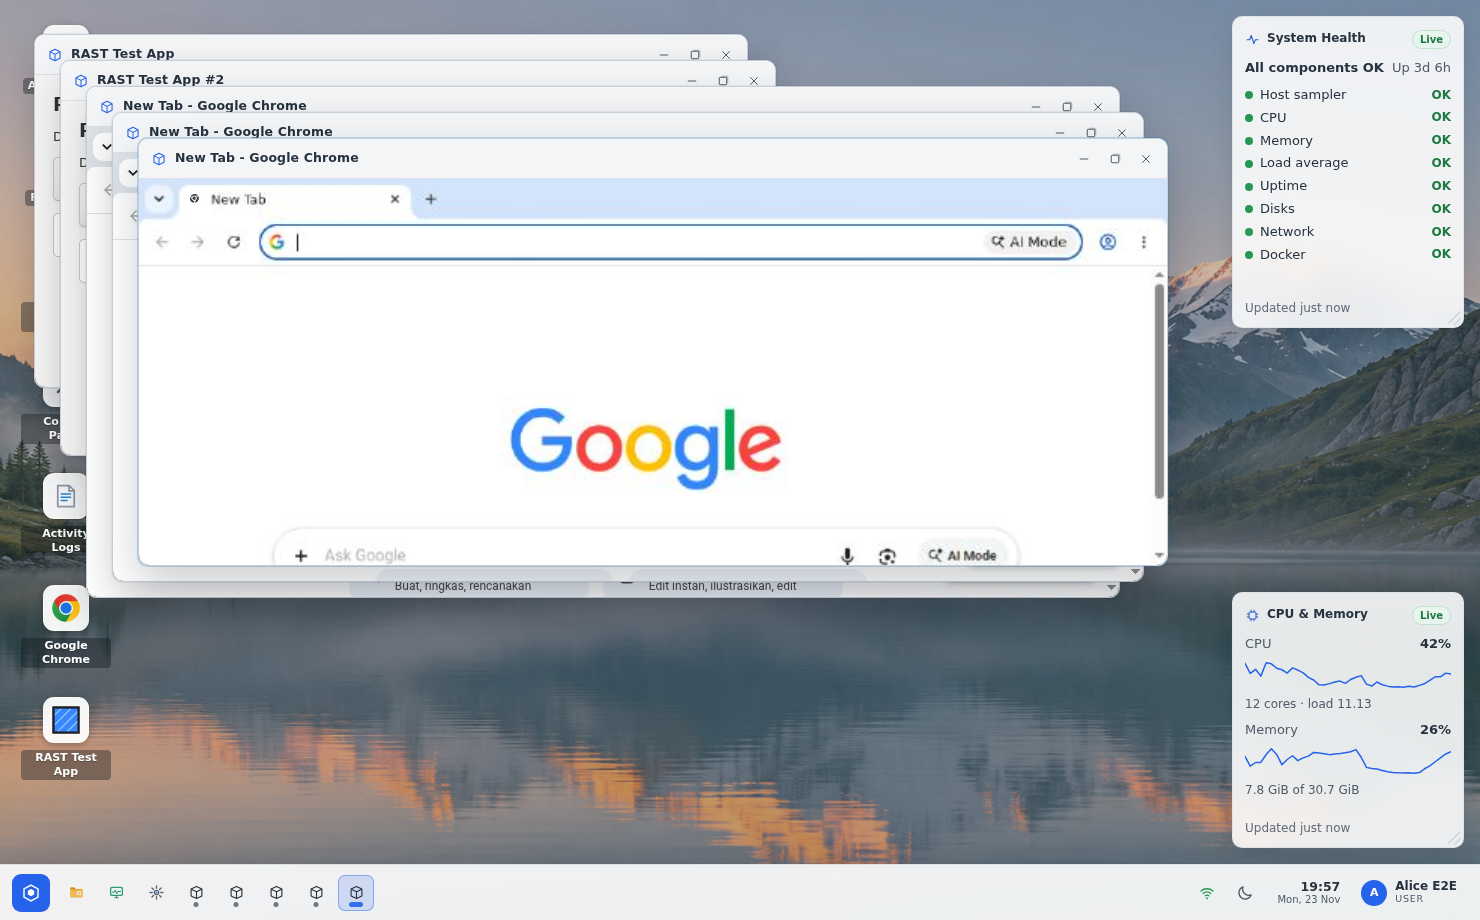 RAST Test App
RAST Test App #2
New Tab - Google Chrome
New Tab - Google Chrome
New Tab - Google Chrome
New Tab
AI Mode
Google
Ask Google
AI Mode
Buat, ringkas, rencanakan
Edit instan, ilustrasikan, edit
Activity
Logs
Google
Chrome
RAST Test
App
System Health
Live
All components OK
Up 3d 6h
Host sampler OK
CPU OK
Memory OK
Load average OK
Uptime OK
Disks OK
Network OK
Docker OK
Updated just now
CPU & Memory
Live
CPU 42%
12 cores · load 11.13
Memory 26%
7.8 GiB of 30.7 GiB
Updated just now
19:57
Mon, 23 Nov
A
Alice E2E
USER